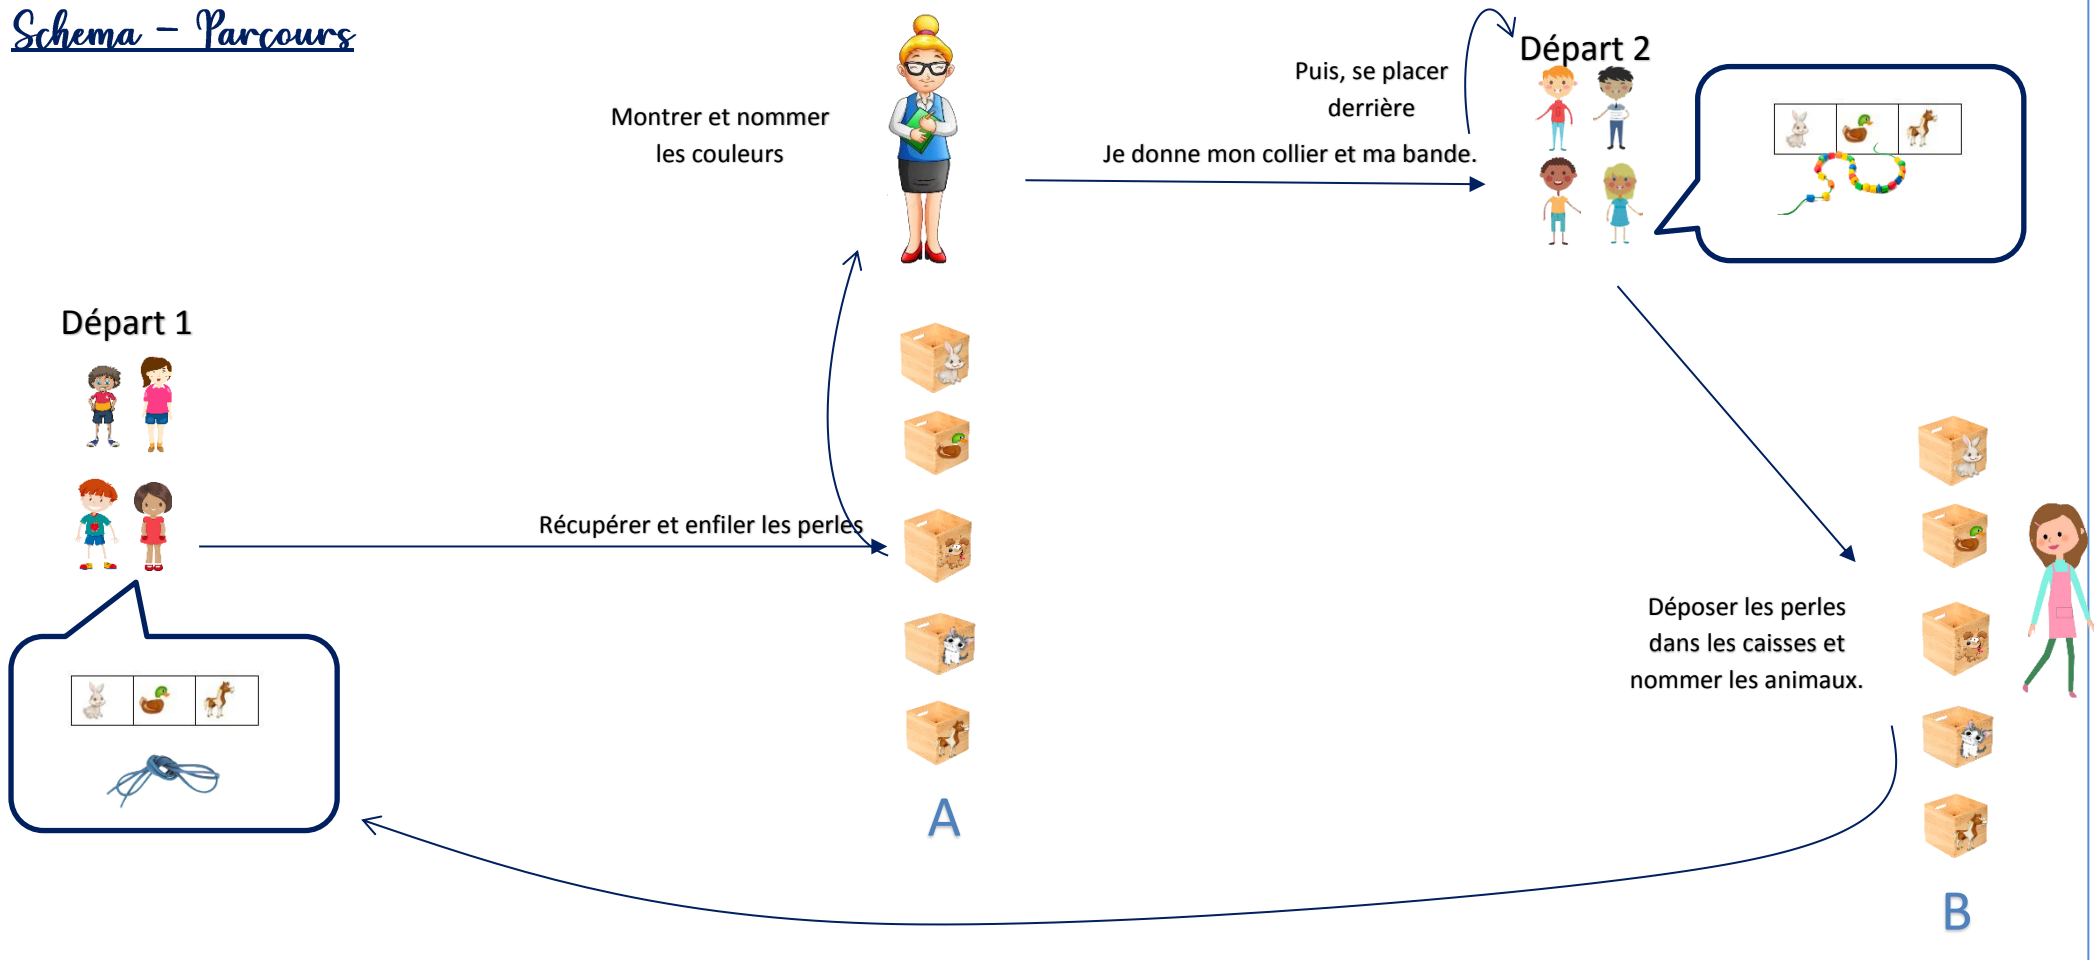 Schema - Parcours
Départ 2
Puis, se placer
derrière
Montrer et nommer
les couleurs
Je donne mon collier et ma bande.
Départ 1
Récupérer et enfiler les perles
Déposer les perles
dans les caisses et
nommer les animaux.
A
B